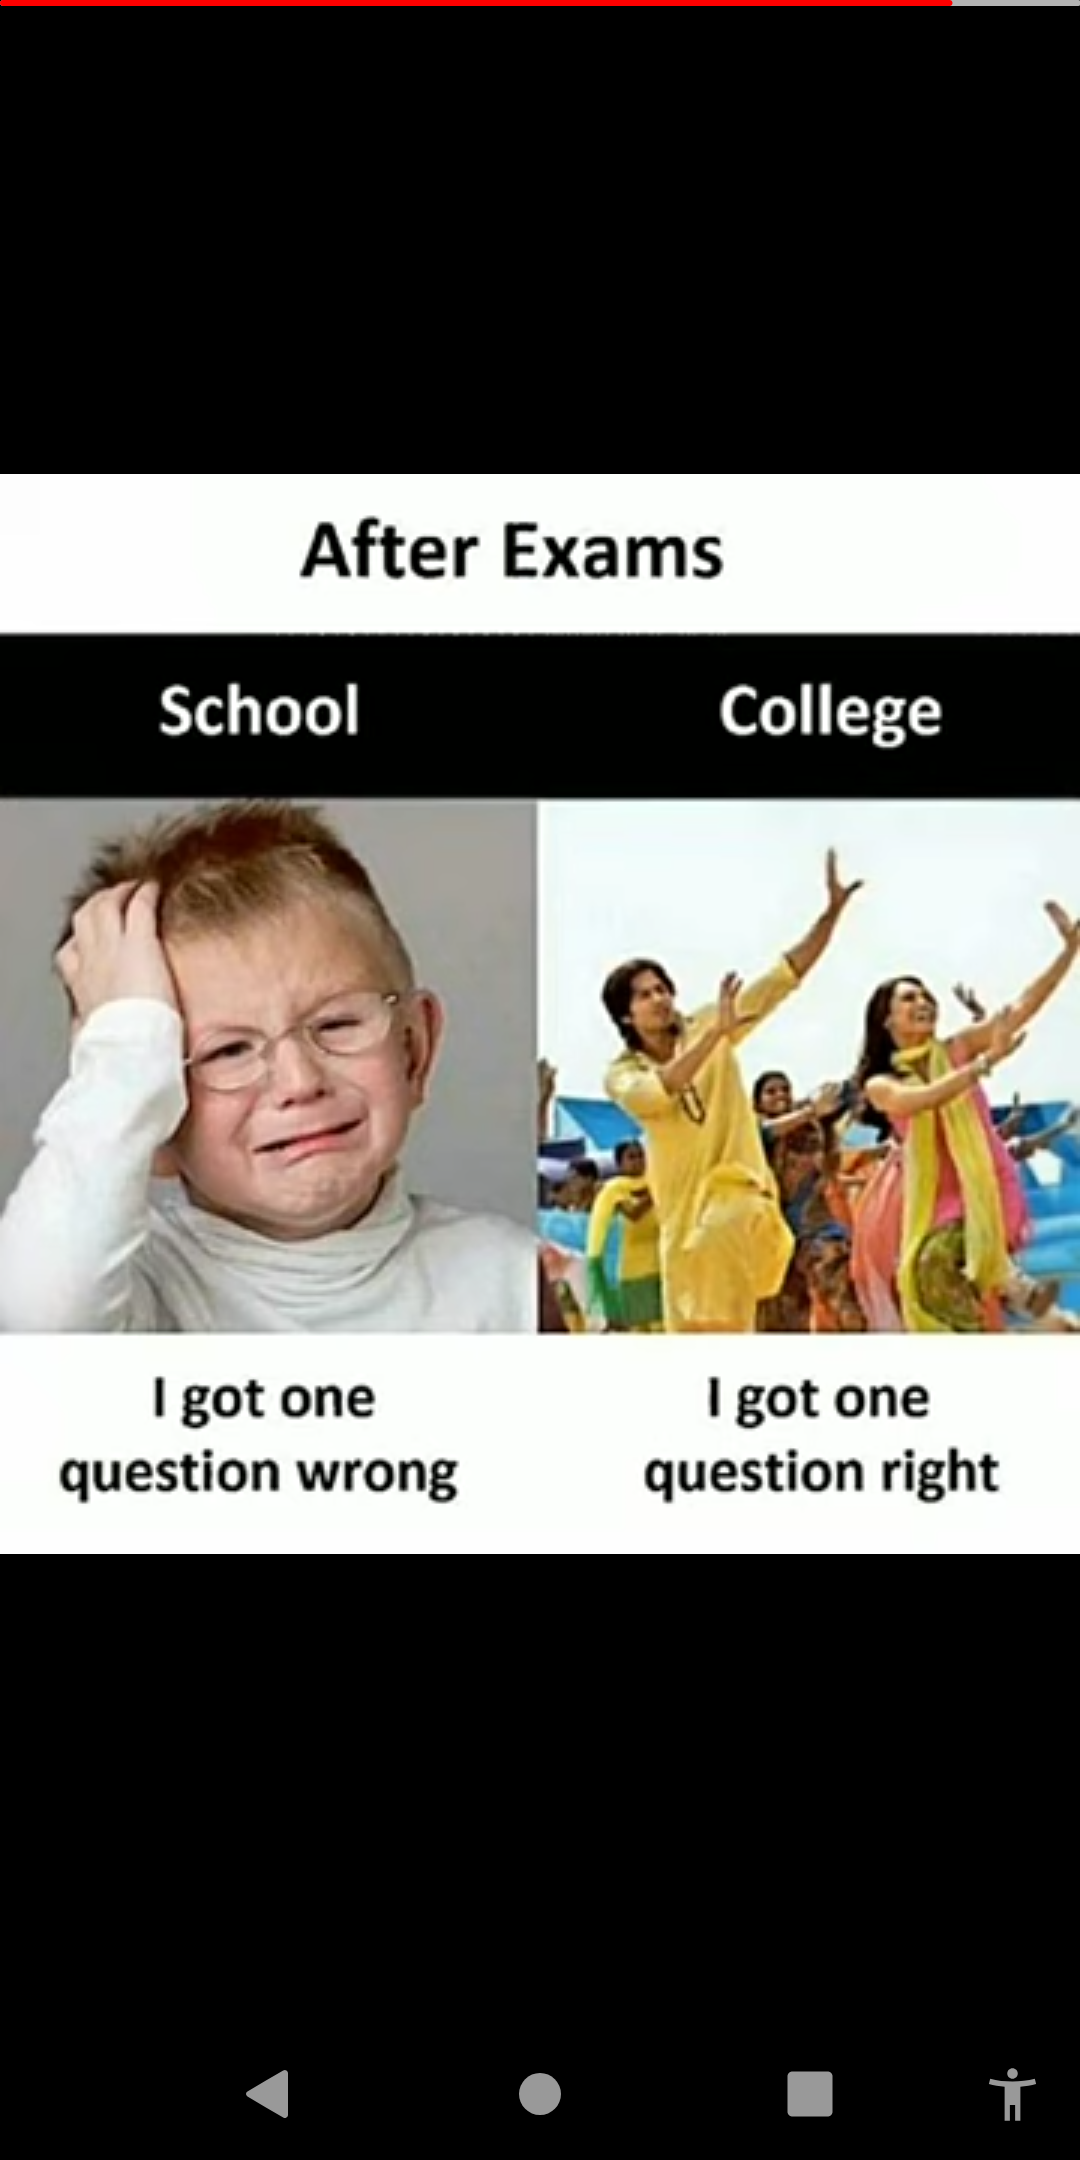 After Exams
School College
I got one
question wrong
I got one
question right